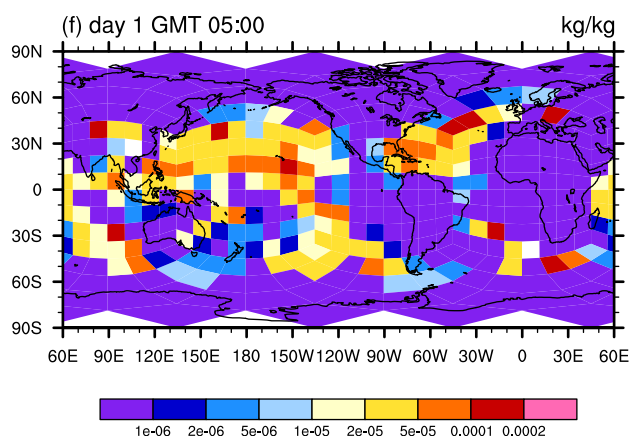 (f) day 1 GMT 05:00 kg/kg
90N
60N
30N
0
30S
60S
90S
60E 90E 120E 150E 180 150W 120W 90W 60W 30W 0 30E 60E
1e-06 2e-06 5e-06 1e-05 2e-05 5e-05 0.0001 0.0002